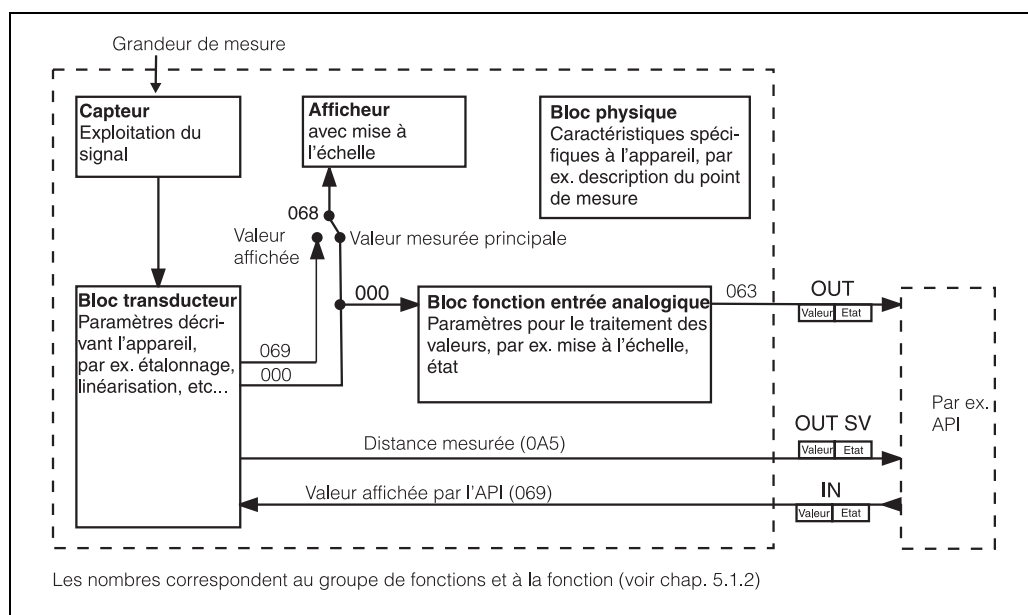 Grandeur de mesure
Capteur
Exploitation du
signal
Afficheur
avec mise à
l'échelle
Bloc physique
Caractéristiques spéci-
fiques à l'appareil, par
ex. description du point
de mesure
068
Valeur
affichée
Valeur mesurée principale
Bloc transducteur
Paramètres décri-
vant l'appareil,
par ex. étalonnage,
linéarisation, etc...
069
000
000
Bloc fonction entrée analogique
Paramètres pour le traitement des
valeurs, par ex. mise à l'échelle,
état
063
OUT
Valeur Etat
Par ex.
API
OUT SV
Valeur Etat
Distance mesurée (0A5)
Valeur affichée par l'API (069)
IN
Valeur Etat
Les nombres correspondent au groupe de fonctions et à la fonction (voir chap. 5.1.2)